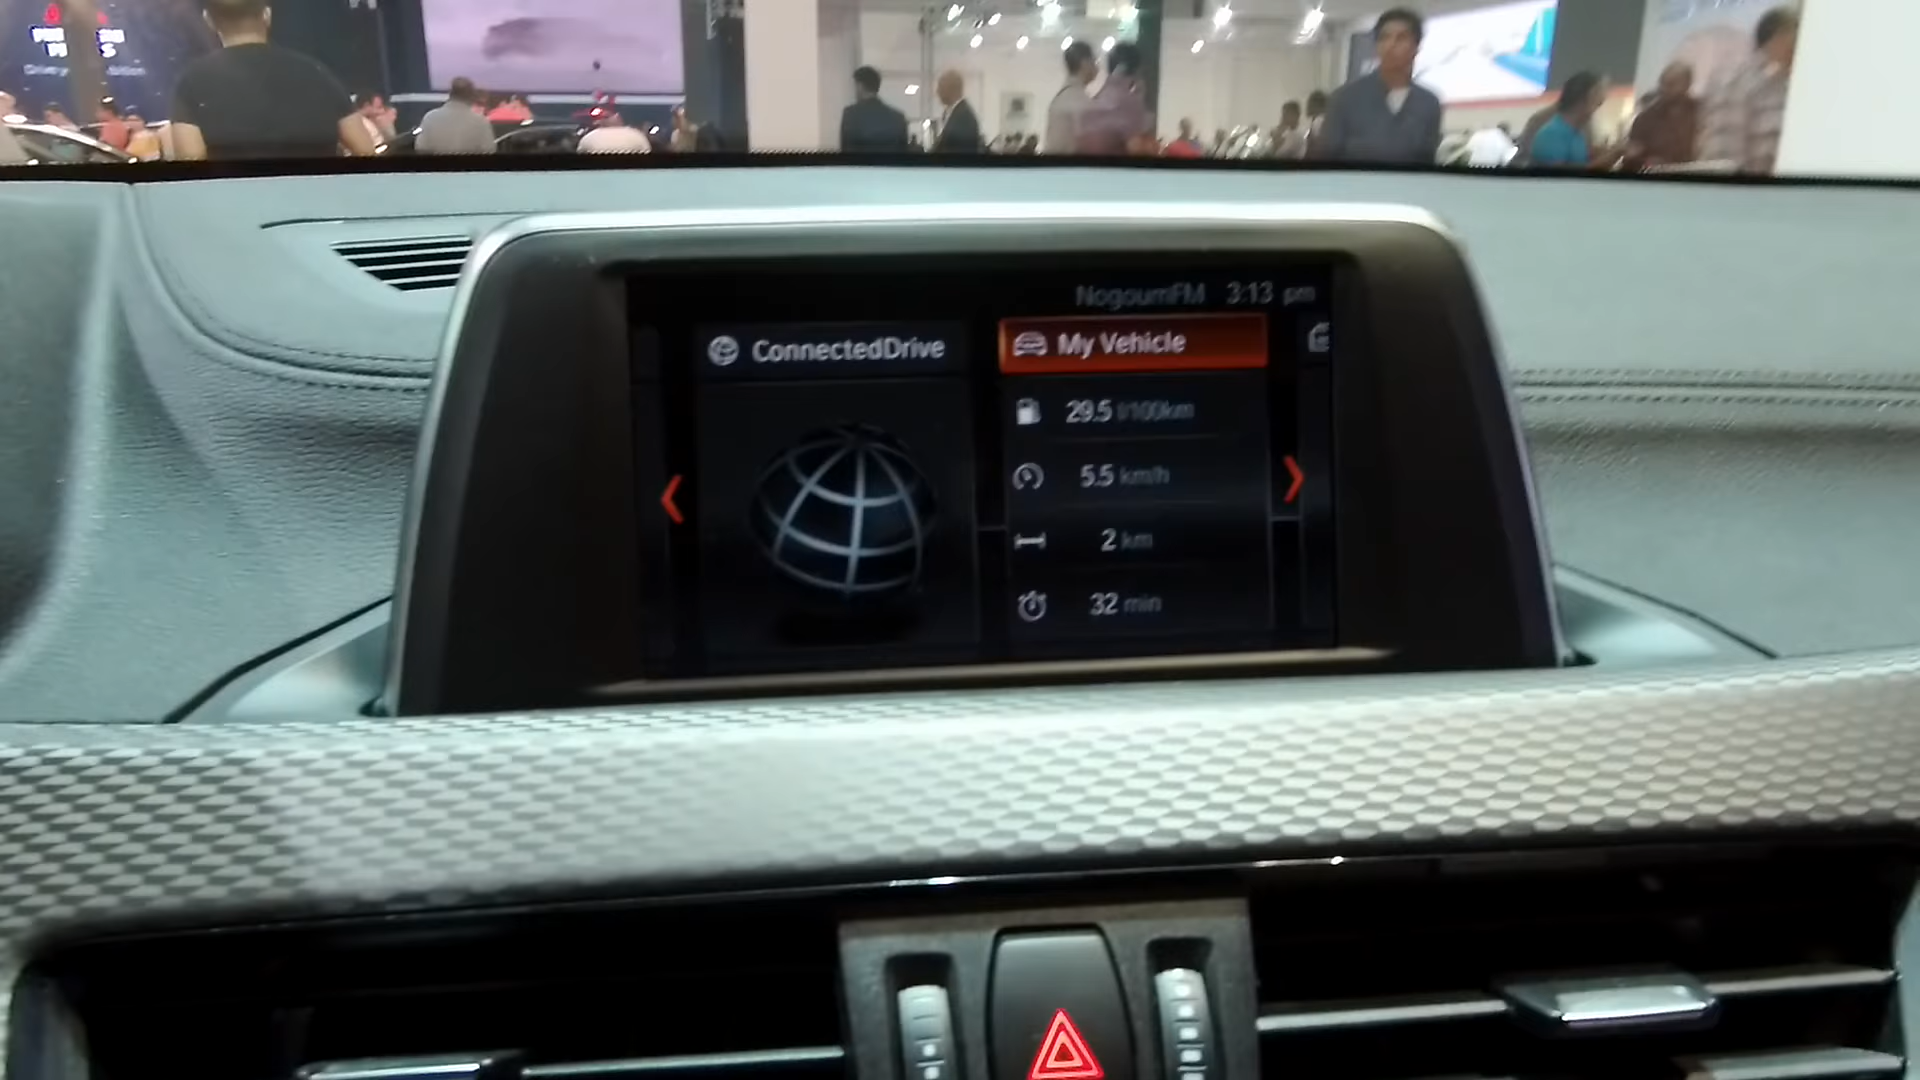 NogoumFM 3:13 pm
ConnectedDrive
My Vehicle
29.5 l/100km
5.5 km/h
2 km
32 min